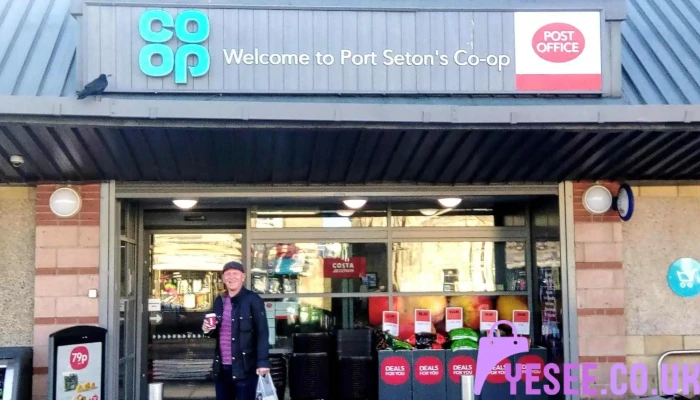 CO
OP
Welcome to Port Seton's Co-op
POST
OFFICE
COSTA
79p
DEALS
FOR YOU
DEALS
FOR YOU
DEALS
FOR YOU
YESEE.CO.UK